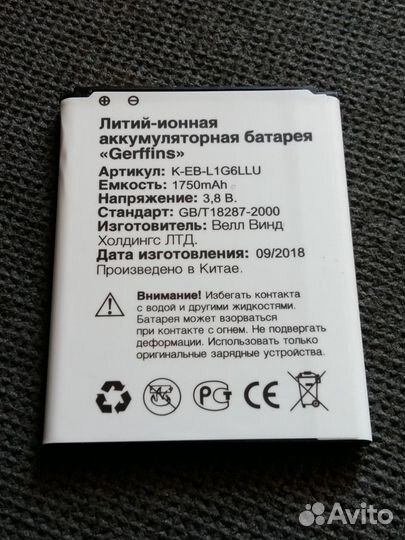 Литий-ионная
аккумуляторная батарея
«Gerffins»
Артикул: K-EB-L1G6LLU
Емкость: 1750mAh
Напряжение: 3,8 В.
Стандарт: GB/T18287-2000
Изготовитель: Велл Винд
Холдингс ЛТД.
Дата изготовления: 09/2018
Произведено в Китае.
Внимание! Избегать контакта
с водой и другими жидкостями.
Батарея может взорваться
при контакте с огнем. Не подвергать
деформации. Использовать только
оригинальные зарядные устройства.
Avito